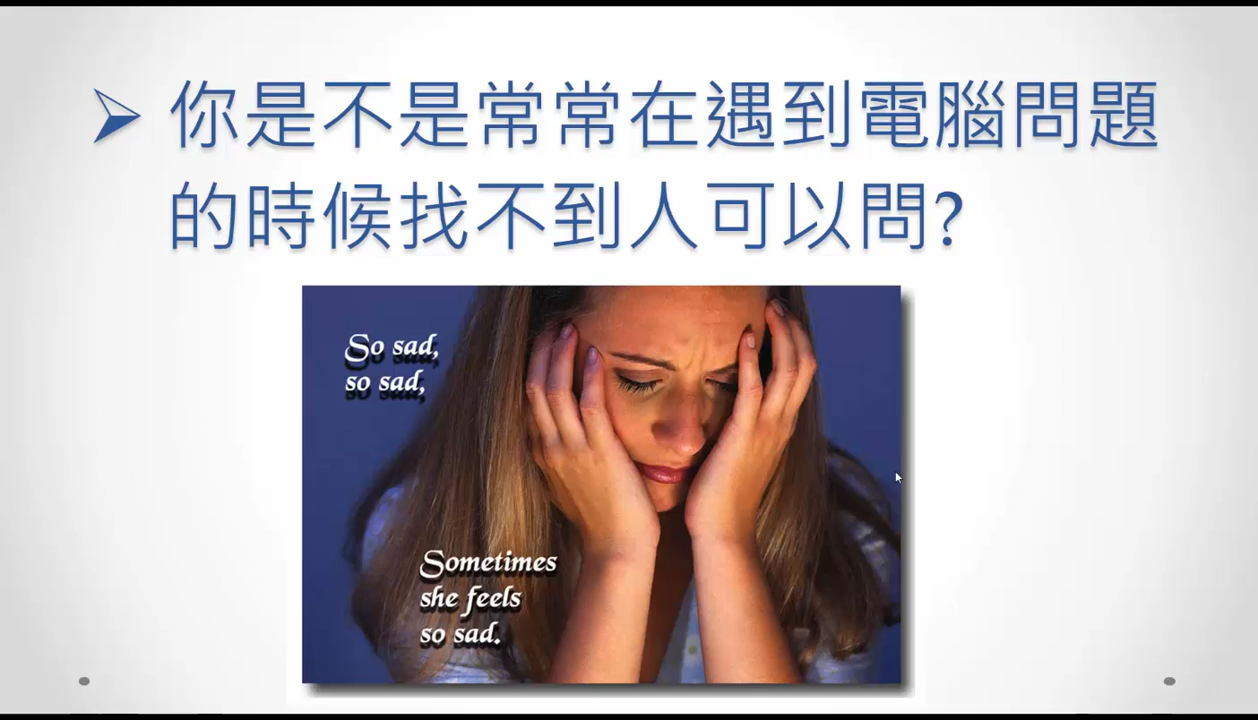 你是不是常常在遇到電腦問題
的時候找不到人可以問?
So sad,
so sad,
Sometimes
she feels
so sad.